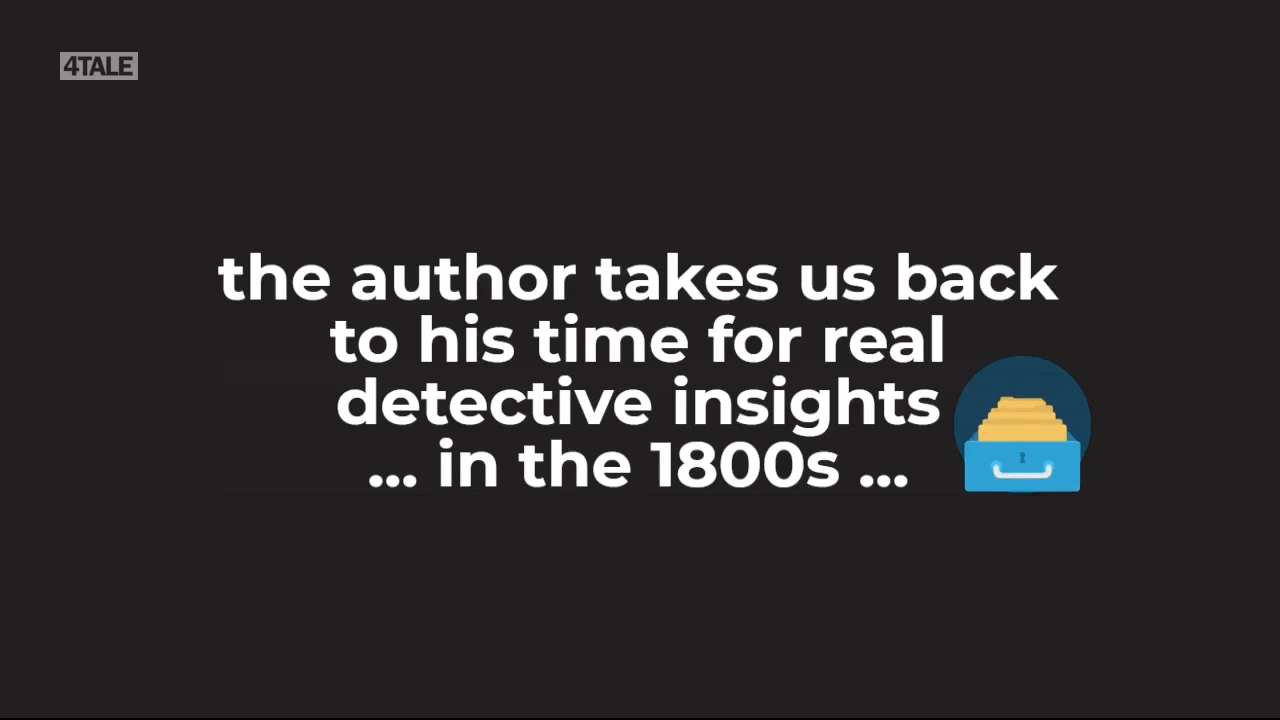 4TALE
the author takes us back
to his time for real
detective insights
... in the 1800s ...